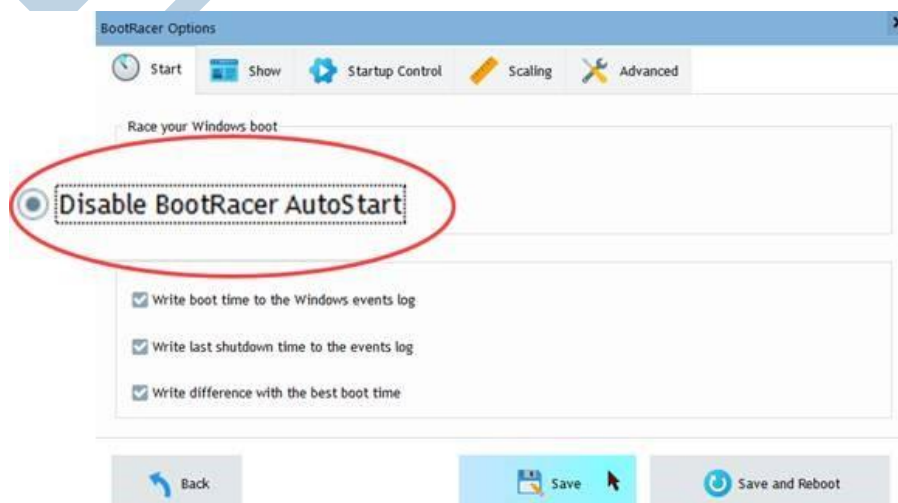 BootRacer Options
Start Show Startup Control Scaling Advanced
Race your Windows boot
Disable BootRacer AutoStart
Write boot time to the Windows events log
Write last shutdown time to the events log
Write difference with the best boot time
Back Save Save and Reboot